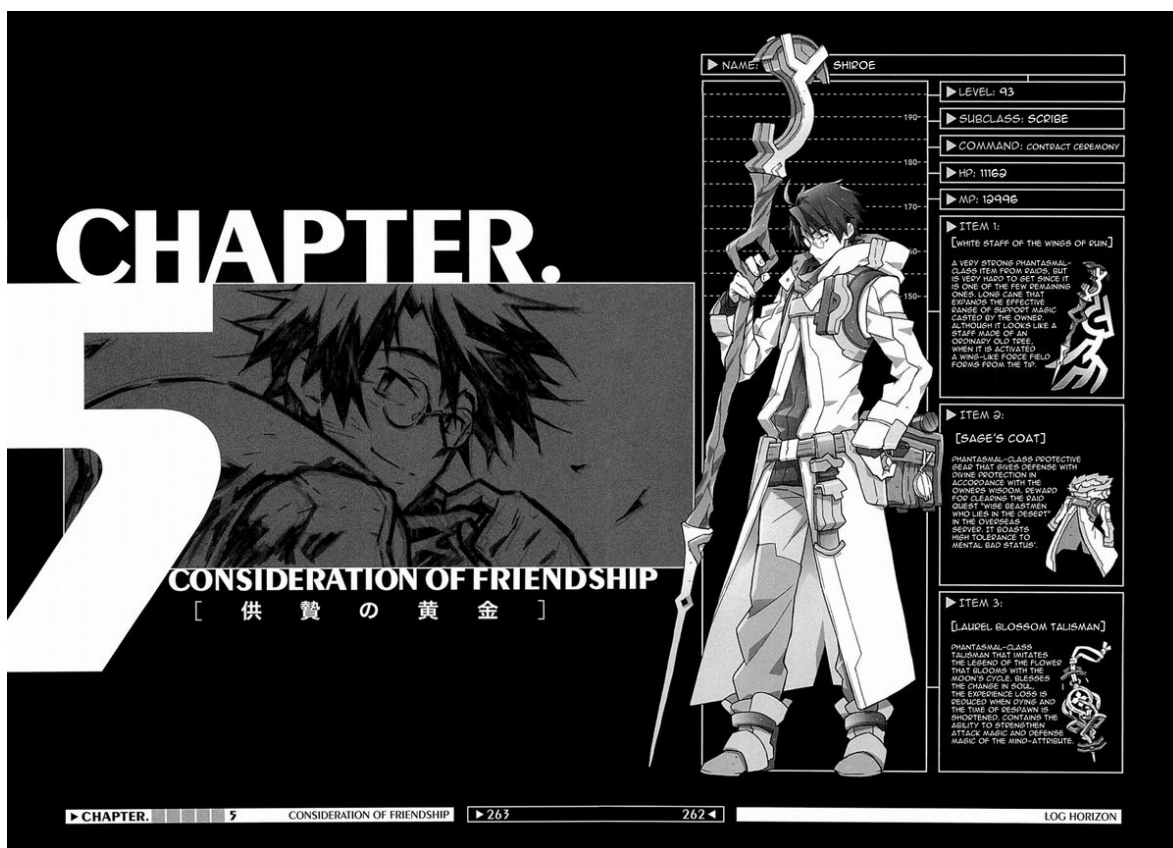 CHAPTER.
5
CONSIDERATION OF FRIENDSHIP
[供贄の黄金]
NAME: SHIROE
190
180
170
160
150
LEVEL: 93
SUBCLASS: SCRIBE
COMMAND: CONTRACT CEREMONY
HP: 11162
MP: 12996
ITEM 1:
[WHITE STAFF OF THE WINGS OF RUIN]
A VERY STRONG PHANTASMAL-
CLASS ITEM FROM RAIDS, BUT
IS VERY HARD TO GET SINCE IT
IS ONE OF THE FEW REMAINING
ONES. LONG CANE THAT
EXPANDS THE EFFECTIVE
RANGE OF SUPPORT MAGIC
CASTED BY THE OWNER.
ALTHOUGH IT LOOKS LIKE A
STAFF MADE OF AN
ORDINARY OLD TREE,
WHEN IT IS ACTIVATED
A WING-LIKE FORCE FIELD
FORMS FROM THE TIP.
ITEM 2:
[SAGE'S COAT]
PHANTASMAL-CLASS PROTECTIVE
GEAR THAT GIVES DEFENSE WITH
DIVINE PROTECTION IN
ACCORDANCE WITH THE
OWNERS WISDOM. REWARD
FOR CLEARING THE RAID
QUEST "WISE BEASTMEN
WHO LIES IN THE DESERT"
IN THE OVERSEAS
SERVER. IT BOASTS
HIGH TOLERANCE TO
MENTAL BAD STATUS'.
ITEM 3:
[LAUREL BLOSSOM TALISMAN]
PHANTASMAL-CLASS
TALISMAN THAT IMITATES
THE LEGEND OF THE FLOWER
THAT BLOOMS WITH THE
MOON'S CYCLE. BLESSES
THE CHANGE IN SOUL,
THE EXPERIENCE LOSS IS
REDUCED WHEN DYING AND
THE TIME OF RESPAWN IS
SHORTENED. CONTAINS THE
ABILITY TO STRENGTHEN
ATTACK MAGIC AND DEFENSE
MAGIC OF THE MIND-ATTRIBUTE.
CHAPTER. 5 CONSIDERATION OF FRIENDSHIP
263 262
LOG HORIZON